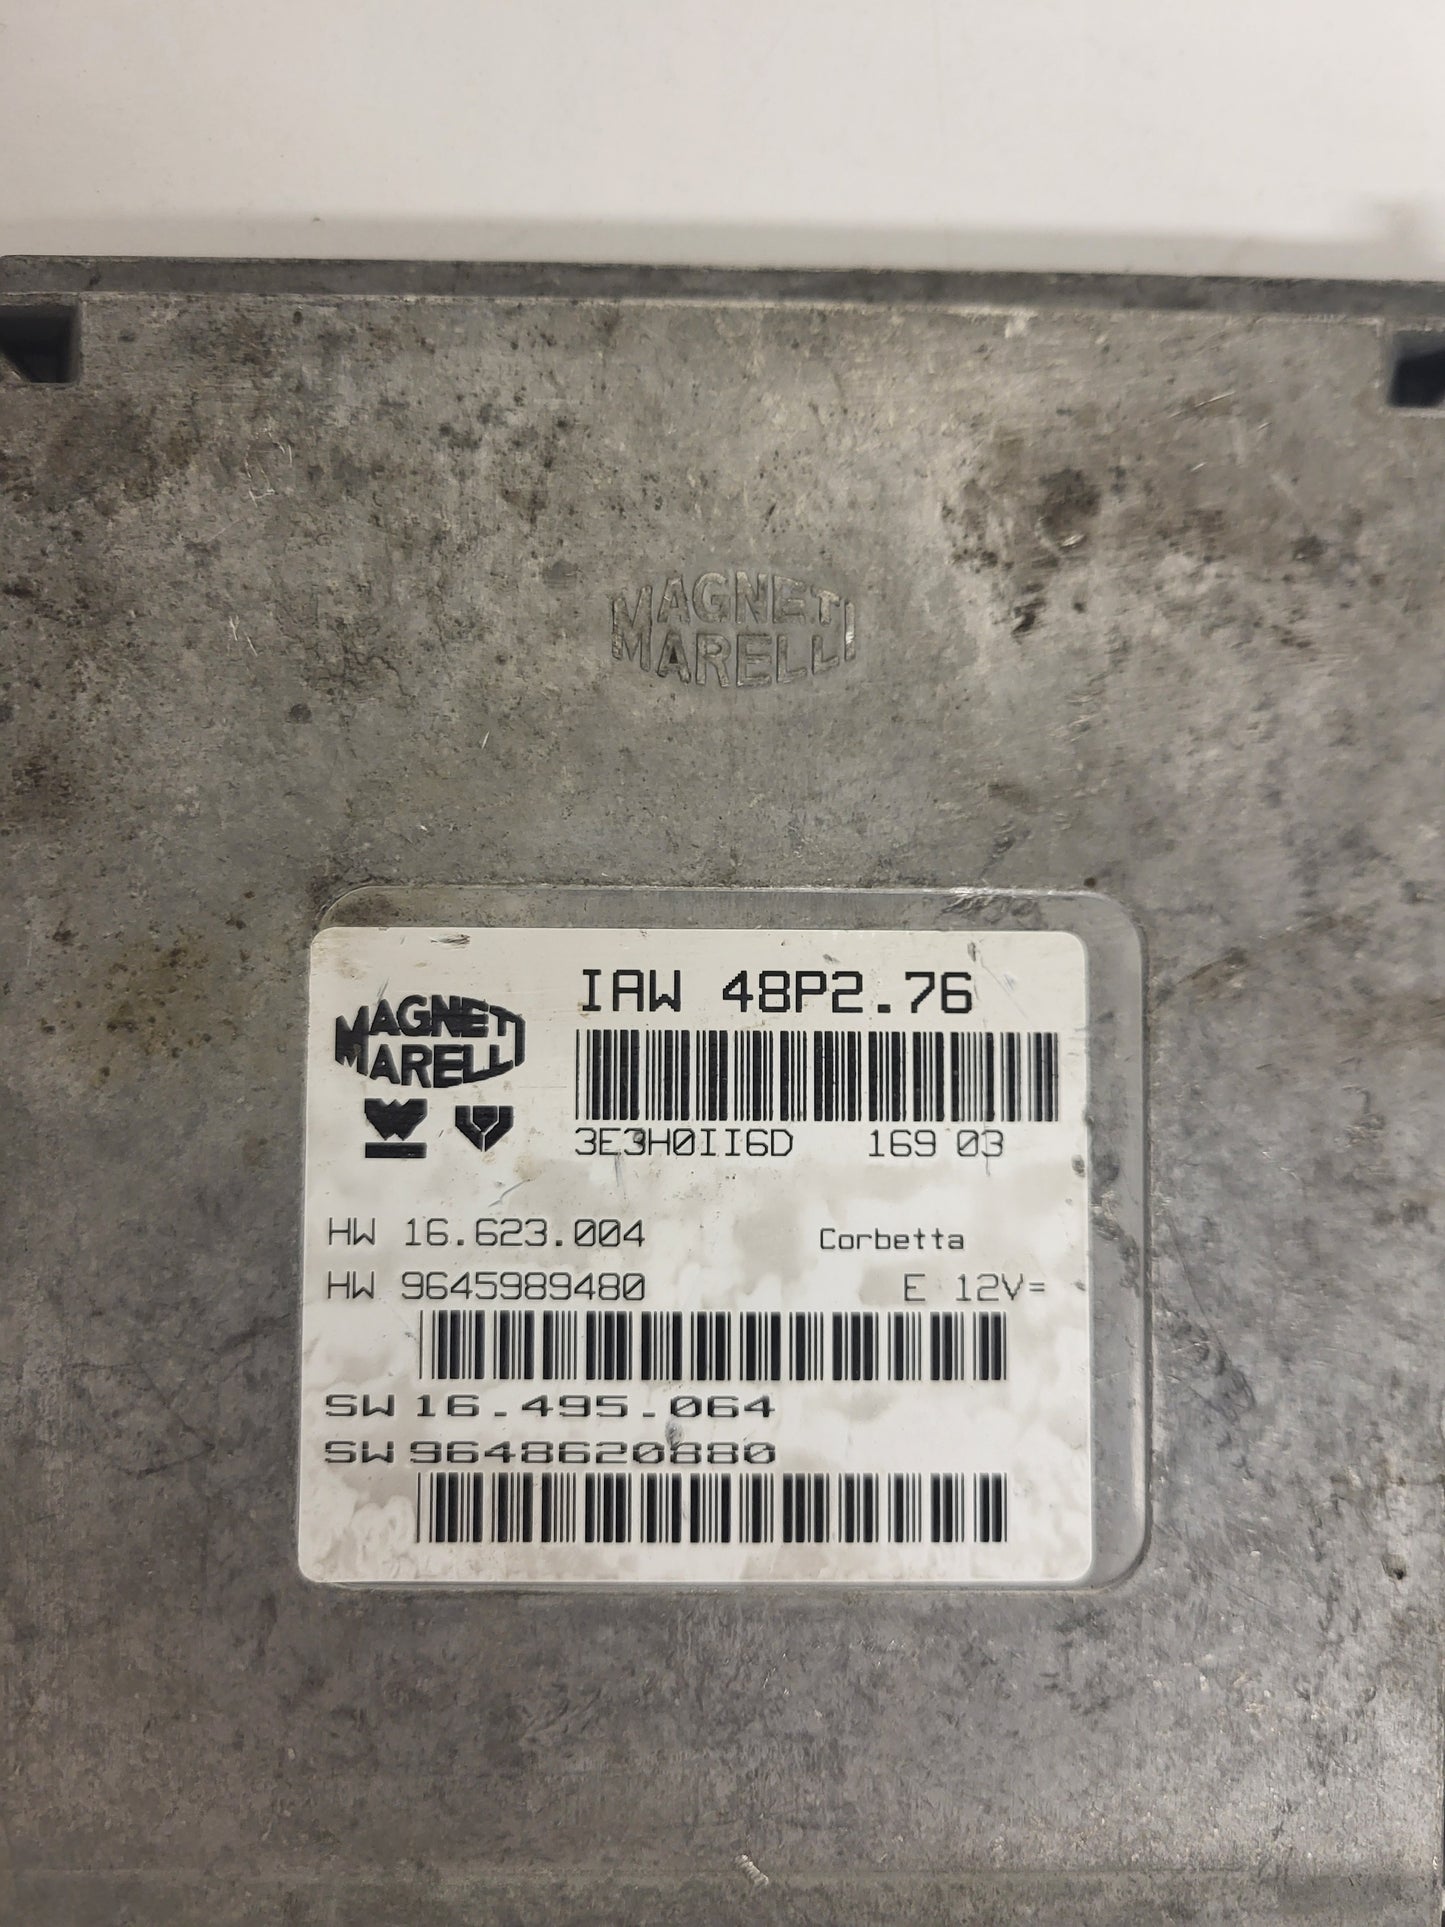 MAGNETI
MARELLI
MAGNETI
MARELLI
IAW 48P2.76
3E3H0II6D 169 03
HW 16.623.004 Corbetta
HW 9645989480 E 12V=
SW 16.495.064
SW 9648620880